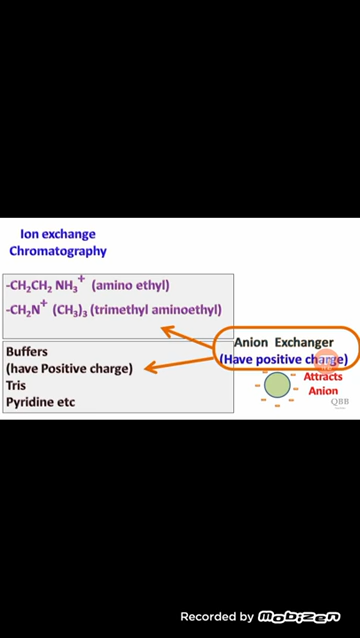 Ion exchange
Chromatography
-CH₂CH₂ NH₃⁺ (amino ethyl)
-CH₂N⁺ (CH₃)₃ (trimethyl aminoethyl)
Anion Exchanger
(Have positive charge)
Buffers
(have Positive charge)
Tris
Pyridine etc
Attracts
Anion
QBB
Recorded by Mobizen